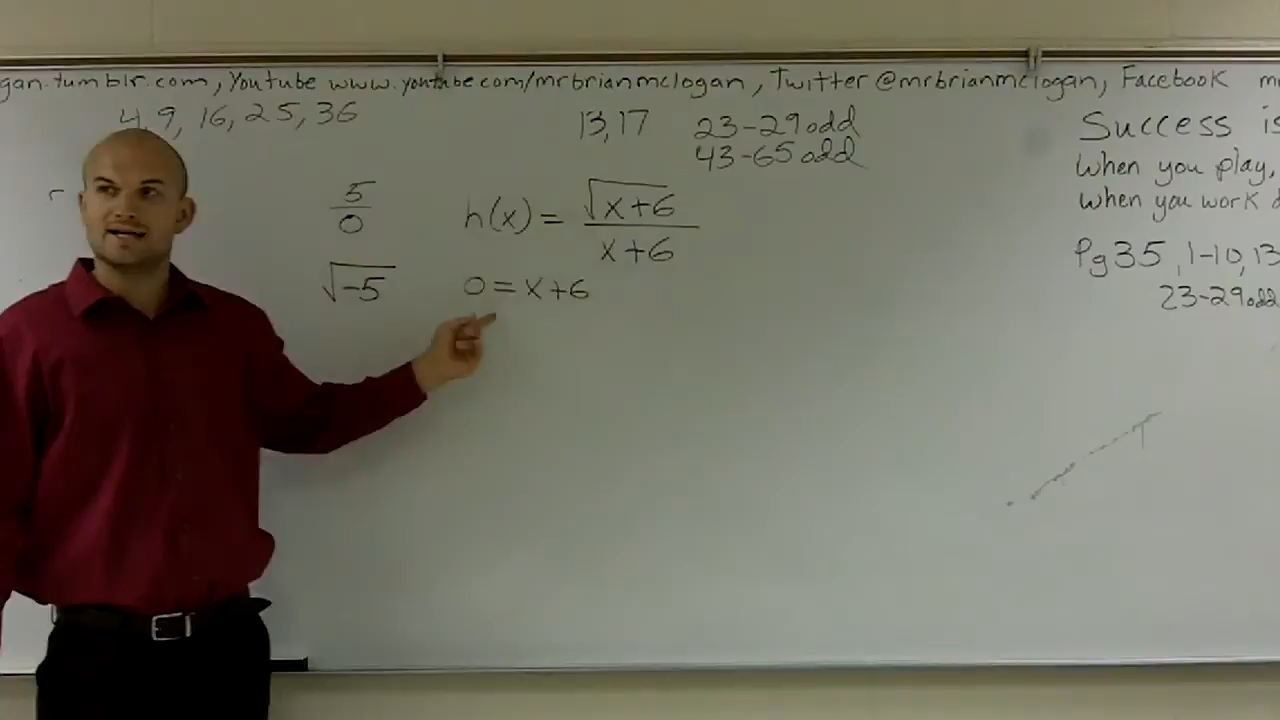 gan.tumblr.com, Youtube www.youtube.com/mrbrianmclogan, Twitter @mrbrianmclogan, Facebook m
4, 9, 16, 25, 36
13, 17 23-29 odd
43-65 odd
5
0
√-5
h(x) = √x+6
x+6
0 = x+6
Success is
When you play,
when you work
Pg 35, 1-10, 13
23-29 odd